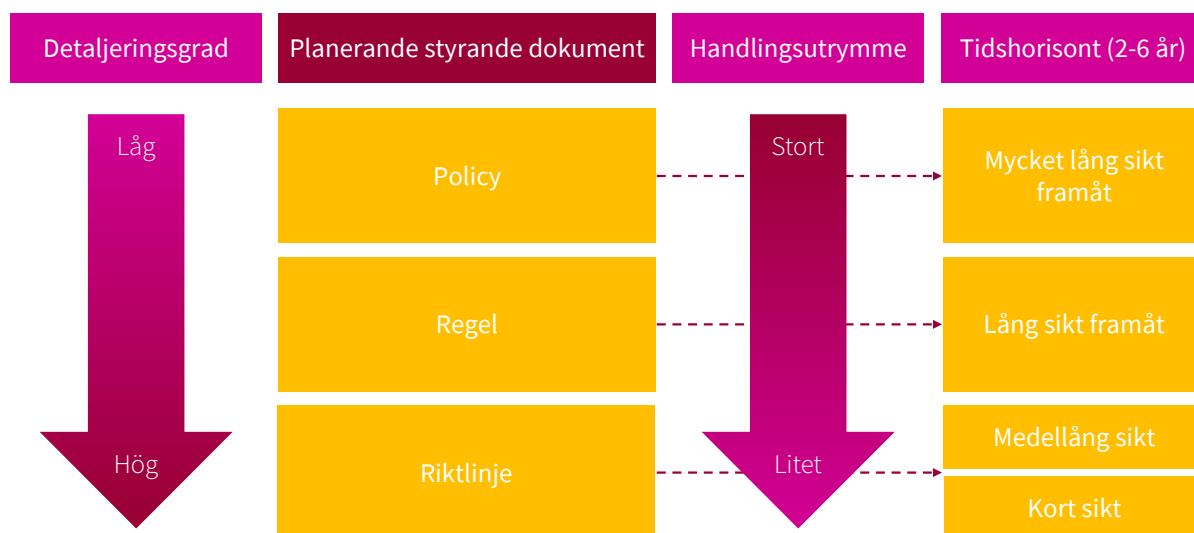 Detaljeringsgrad
Planerande styrande dokument
Handlingsutrymme
Tidshorisont (2-6 år)
Låg
Policy
Stort
Mycket lång sikt
framåt
Regel
Lång sikt framåt
Hög
Riktlinje
Litet
Medellång sikt
Kort sikt